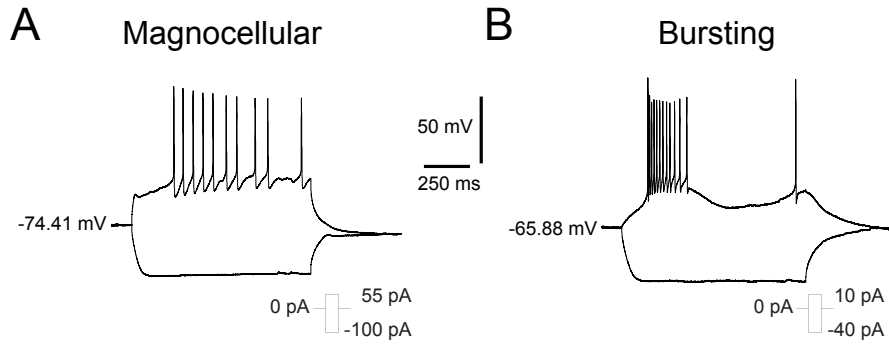 A
Magnocellular
-74.41 mV
0 pA
55 pA
-100 pA
50 mV
250 ms
B
Bursting
-65.88 mV
0 pA
10 pA
-40 pA